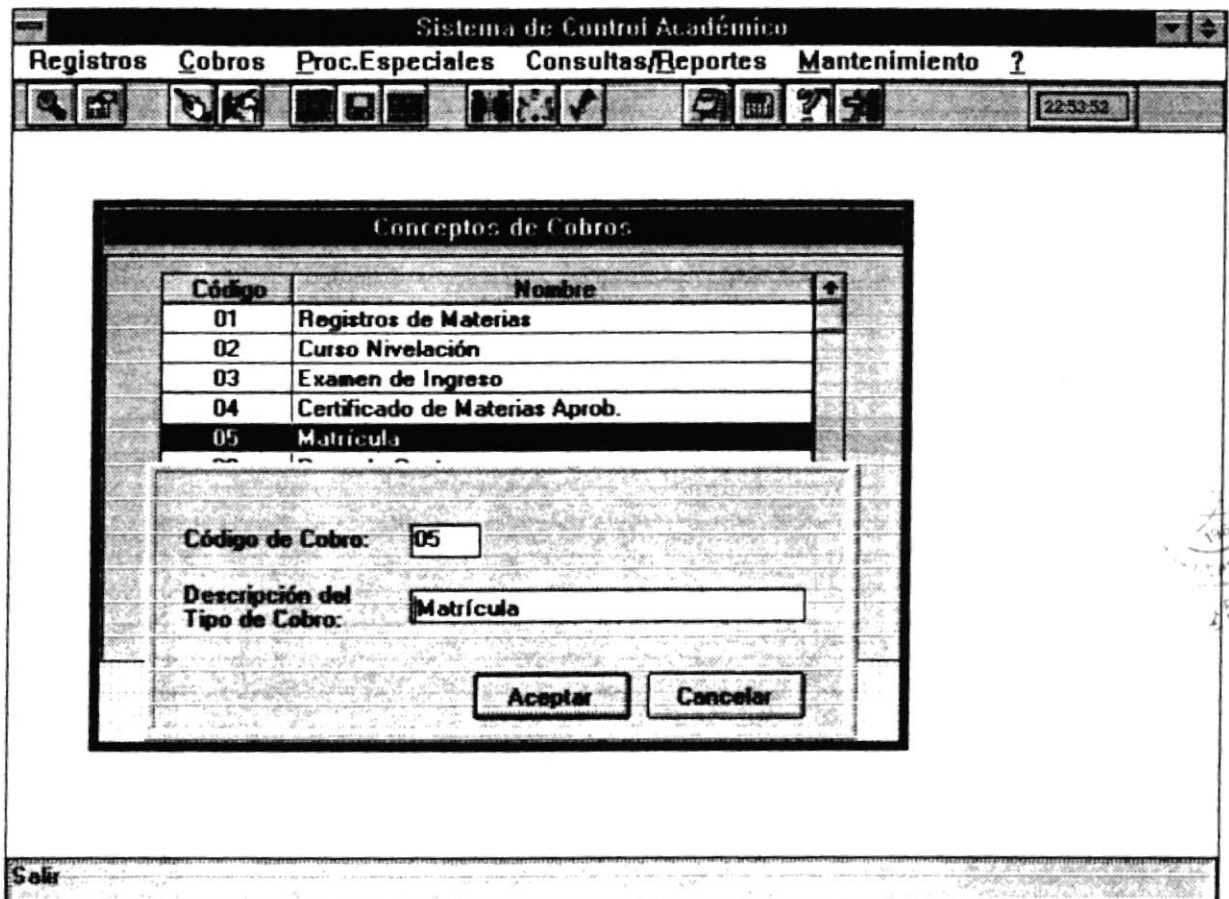 Sistema de Control Académico
Registros Cobros Proc.Especiales Consultas/Reportes Mantenimiento ?
22:53:52
Conceptos de Cobros
Código Nombre
01 Registros de Materias
02 Curso Nivelación
03 Examen de Ingreso
04 Certificado de Materias Aprob.
05 Matrícula
Código de Cobro: 05
Descripción del
Tipo de Cobro: Matrícula
Aceptar Cancelar
Salir